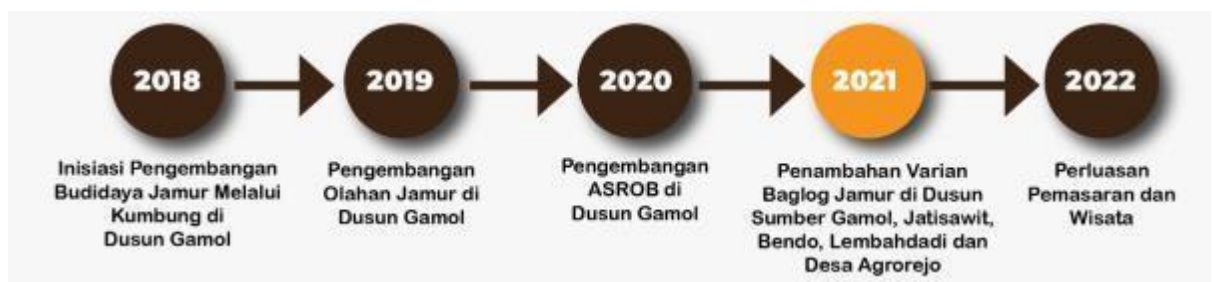 2018
2019
2020
2021
2022
Inisiasi Pengembangan
Budidaya Jamur Melalui
Kumbung di
Dusun Gamol
Pengembangan
Olahan Jamur di
Dusun Gamol
Pengembangan
ASROB di
Dusun Gamol
Penambahan Varian
Baglog Jamur di Dusun
Sumber Gamol, Jatisawit,
Bendo, Lembahdadi dan
Desa Agrorejo
Perluasan
Pemasaran dan
Wisata